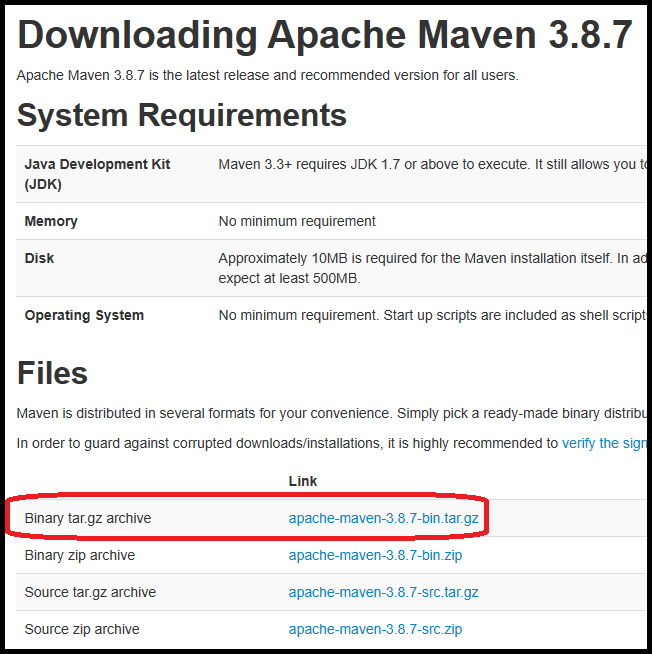 Downloading Apache Maven 3.8.7
Apache Maven 3.8.7 is the latest release and recommended version for all users.
System Requirements
Java Development Kit (JDK) Maven 3.3+ requires JDK 1.7 or above to execute. It still allows you
Memory No minimum requirement
Disk Approximately 10MB is required for the Maven installation itself. In
expect at least 500MB.
Operating System No minimum requirement. Start up scripts are included as shell
Files
Maven is distributed in several formats for your convenience. Simply pick a ready-made binary
In order to guard against corrupted downloads/installations, it is highly recommended to verify the
Link
Binary tar.gz archive apache-maven-3.8.7-bin.tar.gz
Binary zip archive apache-maven-3.8.7-bin.zip
Source tar.gz archive apache-maven-3.8.7-src.tar.gz
Source zip archive apache-maven-3.8.7-src.zip